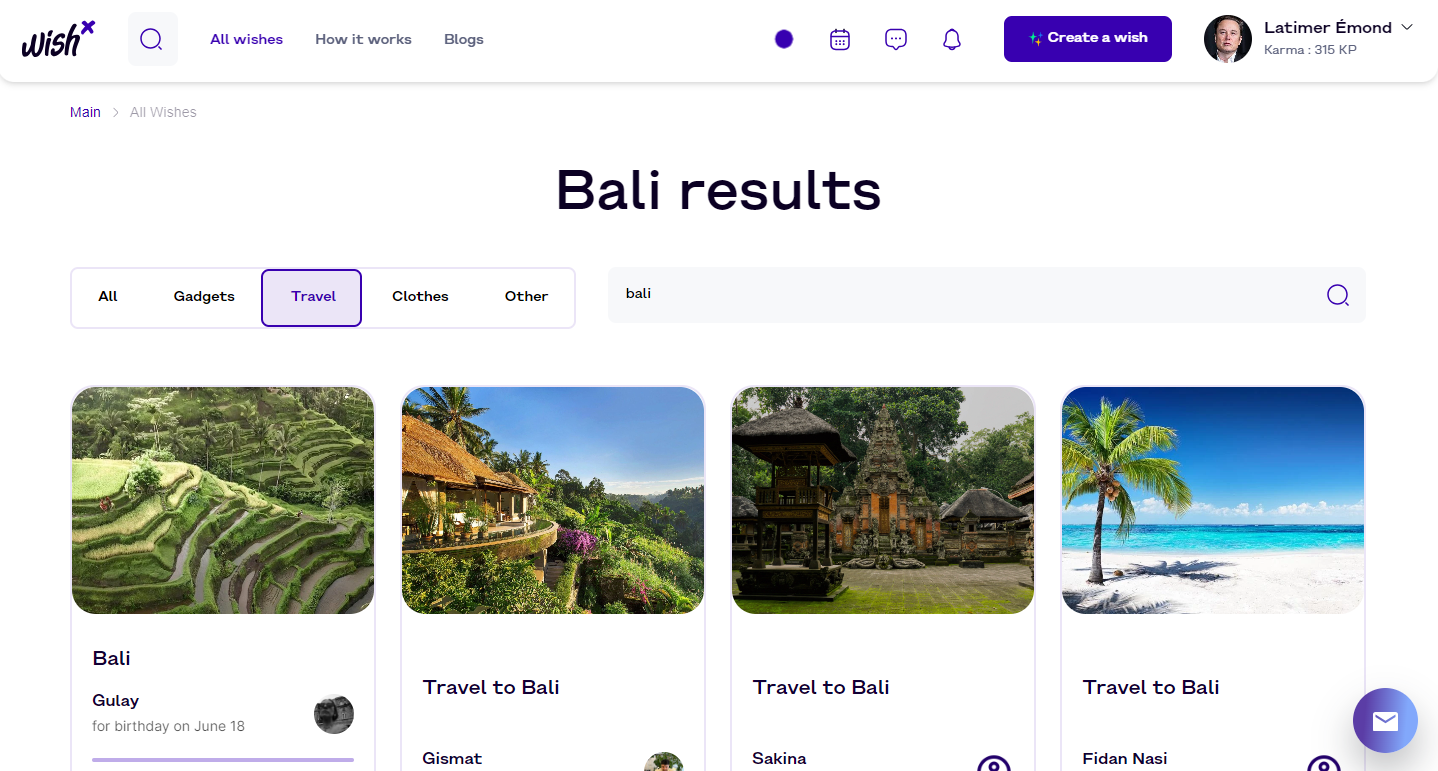 wish x
All wishes
How it works
Blogs
Create a wish
Latimer Émond
Karma : 315 KP
Main
All Wishes
Bali results
All
Gadgets
Travel
Clothes
Other
bali
Bali
Gulay
for birthday on June 18
Travel to Bali
Gismat
Travel to Bali
Sakina
Travel to Bali
Fidan Nasi